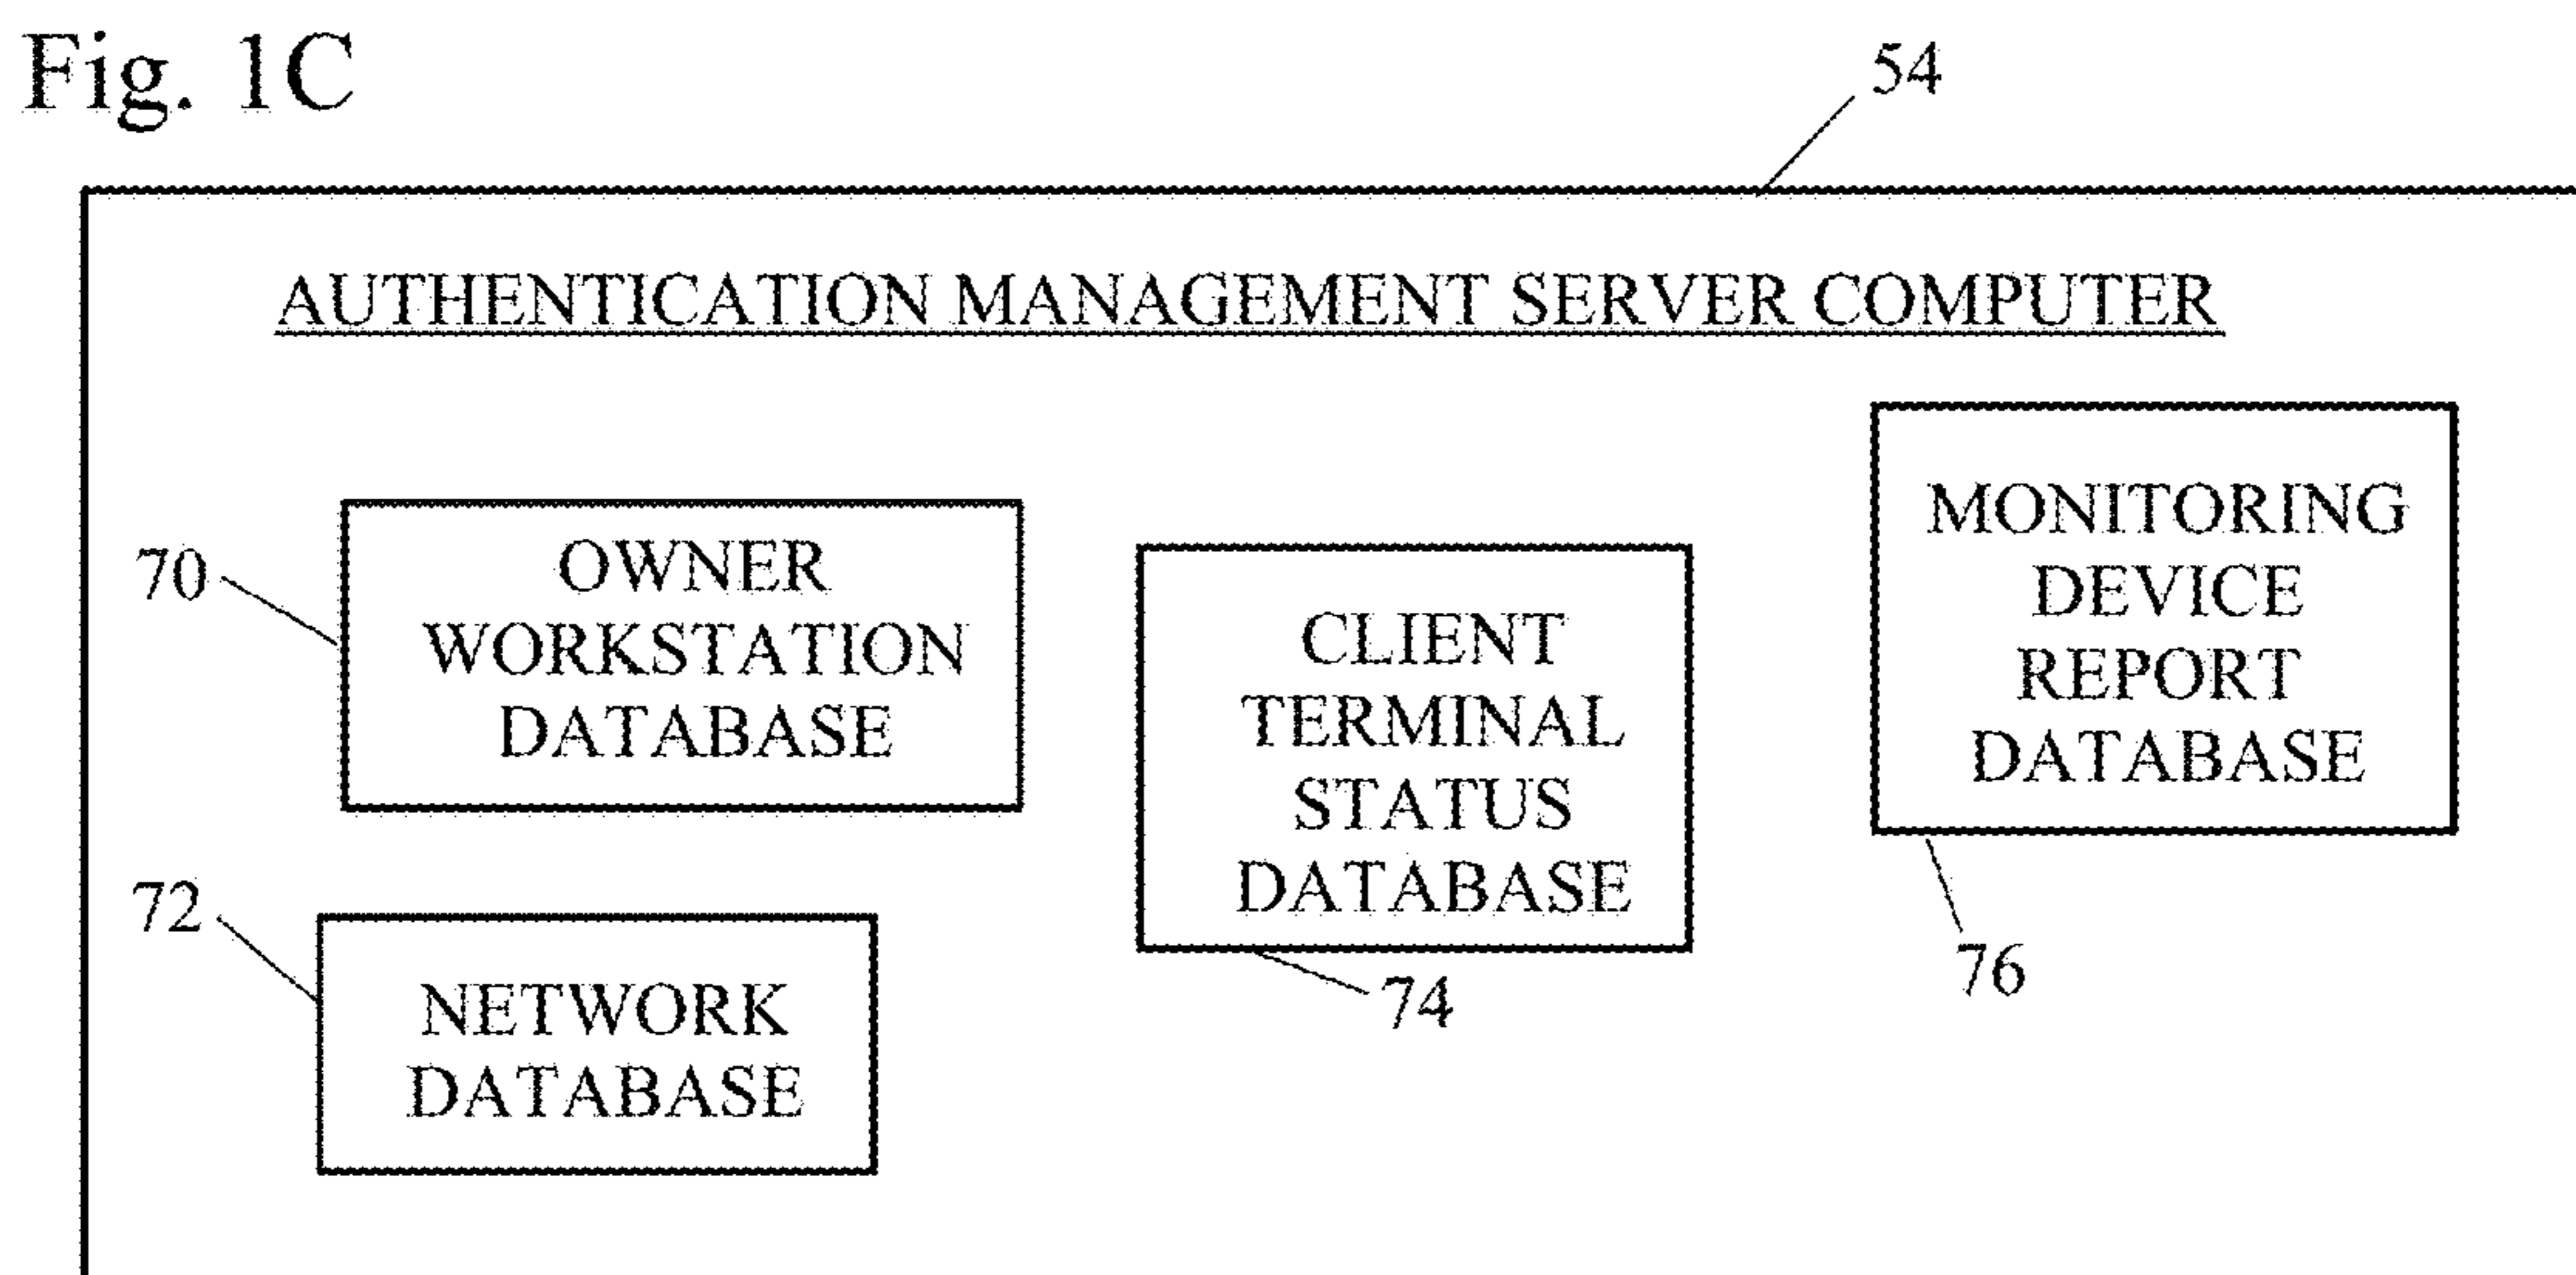 Fig. 1C
54
AUTHENTICATION MANAGEMENT SERVER COMPUTER
70
OWNER
WORKSTATION
DATABASE
72
NETWORK
DATABASE
CLIENT
TERMINAL
STATUS
DATABASE
74
MONITORING
DEVICE
REPORT
DATABASE
76